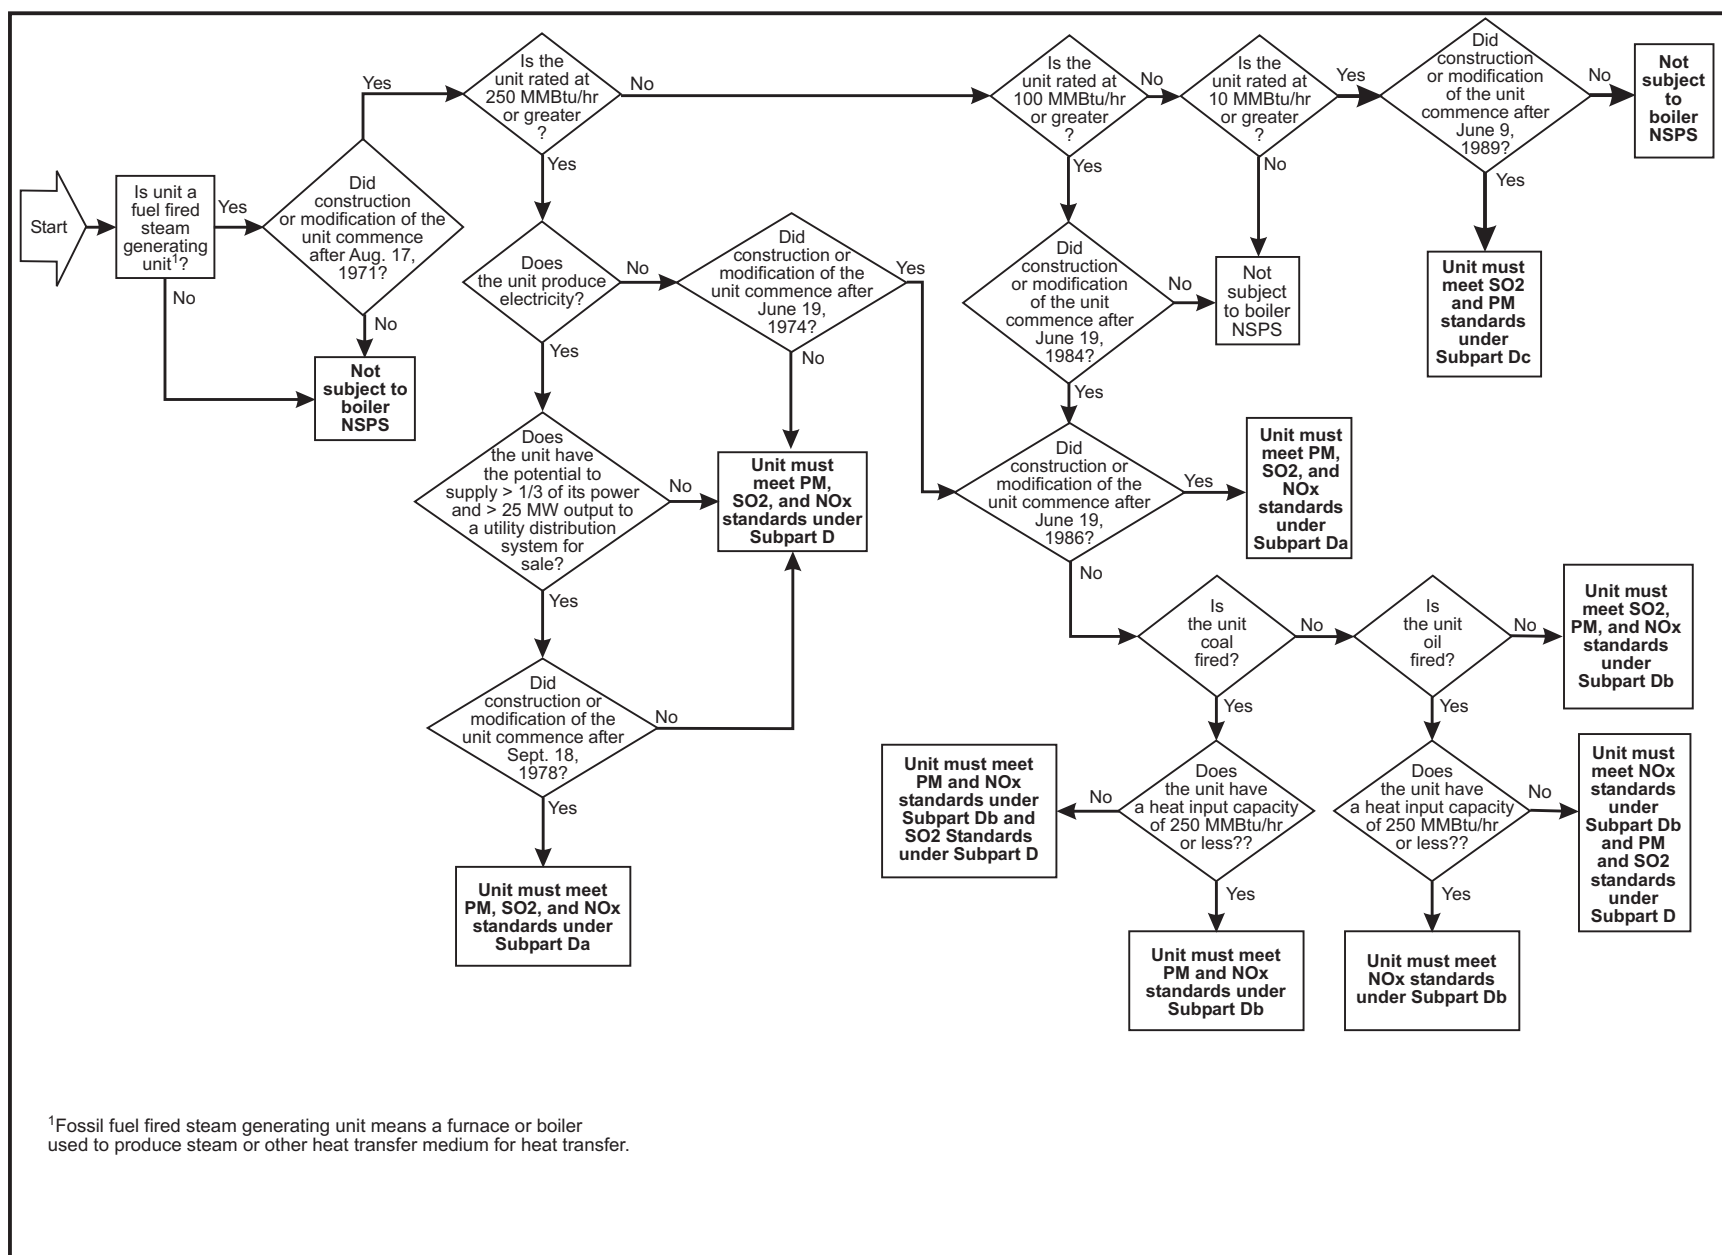 Start
Is unit a
fuel fired
steam
generating
unit¹?
Yes
No
Did
construction
or modification of the
unit commence
after Aug. 17,
1971?
Yes
No
Not
subject to
boiler
NSPS
Is the
unit rated at
250 MMBtu/hr
or greater
?
No
Yes
Does
the unit produce
electricity?
No
Yes
Did
construction or
modification of the
unit commence after
June 19,
1974?
Yes
No
Does
the unit have
the potential to
supply > 1/3 of its power
and > 25 MW output to
a utility distribution
system for
sale?
No
Yes
Unit must
meet PM,
SO2, and NOx
standards under
Subpart D
Did
construction or
modification of the
unit commence after
Sept. 18,
1978?
No
Yes
Unit must meet
PM, SO2, and NOx
standards under
Subpart Da
Is the
unit rated at
100 MMBtu/hr
or greater
?
No
Yes
Is the
unit rated at
10 MMBtu/hr
or greater
?
Yes
No
Did
construction
or modification
of the unit
commence after
June 9,
1989?
No
Yes
Not
subject
to
boiler
NSPS
Unit must
meet SO2
and PM
standards
under
Subpart Dc
Did
construction
or modification
of the unit
commence after
June 19,
1984?
No
Yes
Not
subject
to boiler
NSPS
Did
construction or
modification of the
unit commence after
June 19,
1986?
Yes
No
Unit must
meet PM,
SO2, and
NOx
standards
under
Subpart Da
Is
the unit
coal
fired?
No
Yes
Is
the unit
oil
fired?
No
Yes
Unit must
meet SO2,
PM, and NOx
standards
under
Subpart Db
Does
the unit have
a heat input capacity
of 250 MMBtu/hr
or less??
No
Yes
Unit must meet
PM and NOx
standards under
Subpart Db and
SO2 Standards
under Subpart D
Unit must meet
PM and NOx
standards under
Subpart Db
Does
the unit have
a heat input capacity
of 250 MMBtu/hr
or less??
No
Yes
Unit must
meet NOx
standards
under
Subpart Db
and PM
and SO2
standards
under
Subpart D
Unit must meet
NOx standards
under Subpart Db
¹Fossil fuel fired steam generating unit means a furnace or boiler
used to produce steam or other heat transfer medium for heat transfer.